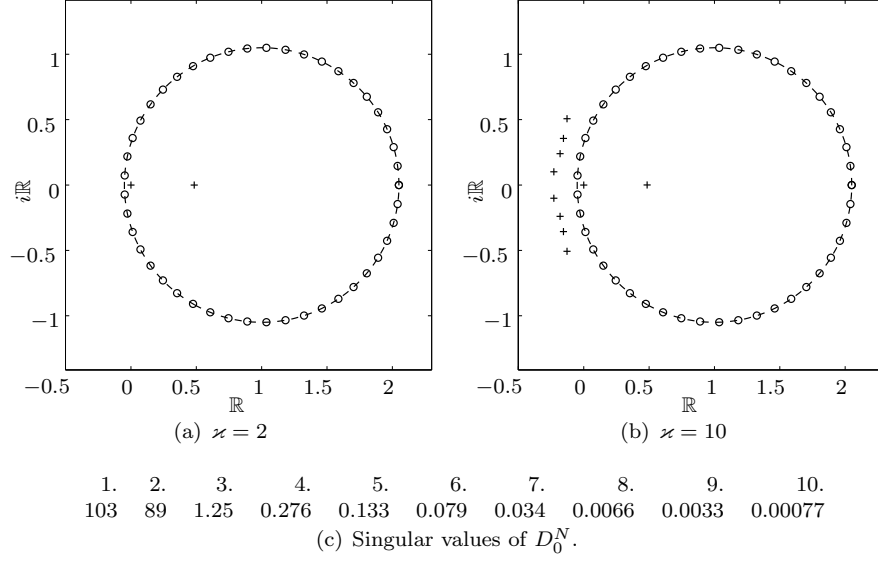 1
0.5
0
−0.5
−1
iℝ
−0.5 0 0.5 1 1.5 2
ℝ
(a) ϰ = 2
1
0.5
0
−0.5
−1
iℝ
−0.5 0 0.5 1 1.5 2
ℝ
(b) ϰ = 10
1. 2. 3. 4. 5. 6. 7. 8. 9. 10.
103 89 1.25 0.276 0.133 0.079 0.034 0.0066 0.0033 0.00077
(c) Singular values of D_0^N.